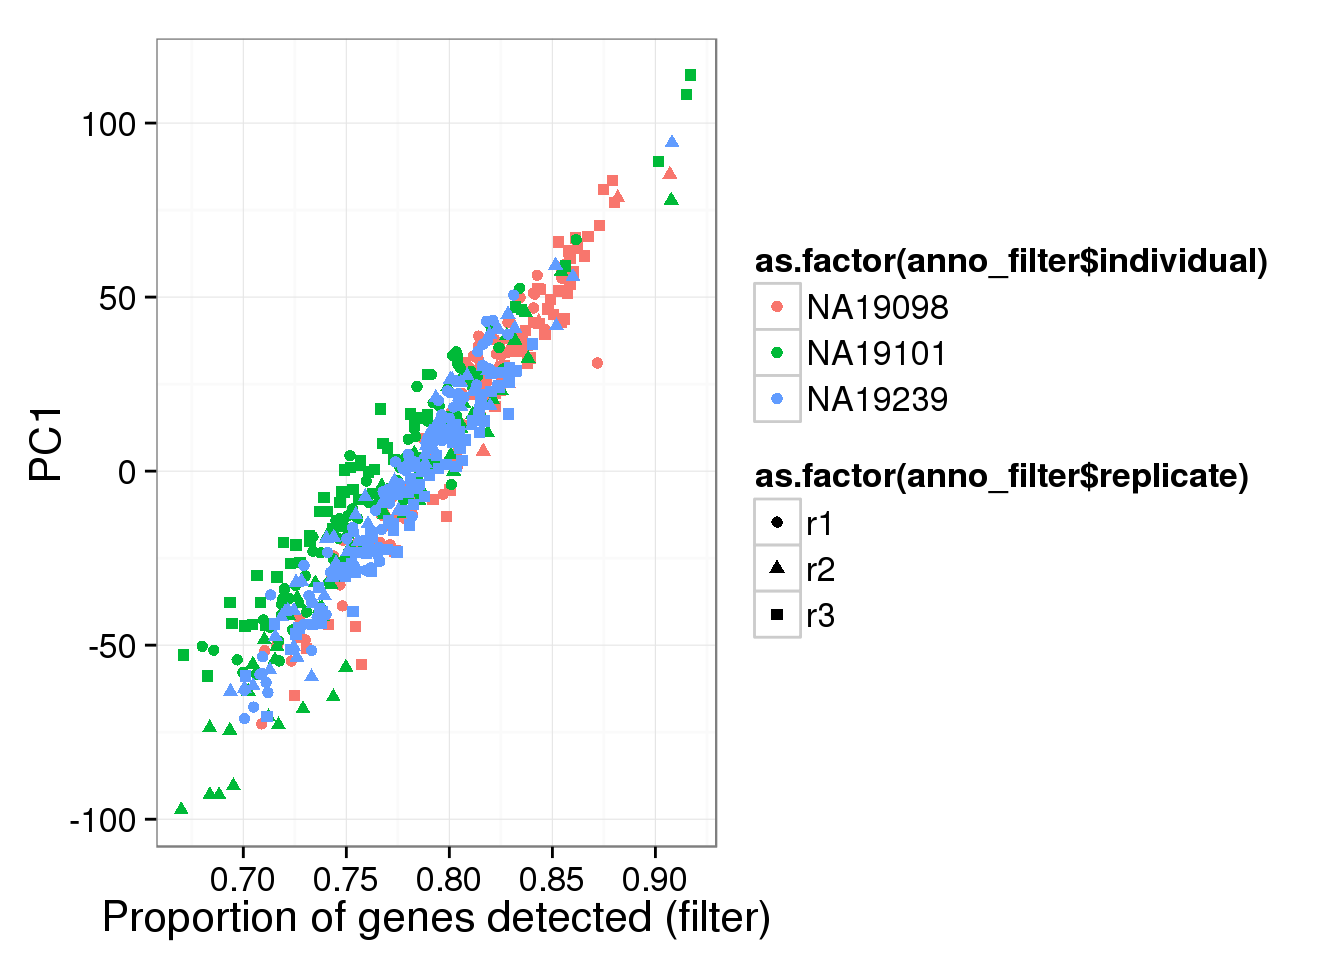 100
50
0
-50
-100
PC1
0.70 0.75 0.80 0.85 0.90
Proportion of genes detected (filter)
as.factor(anno_filter$individual)
NA19098
NA19101
NA19239
as.factor(anno_filter$replicate)
r1
r2
r3